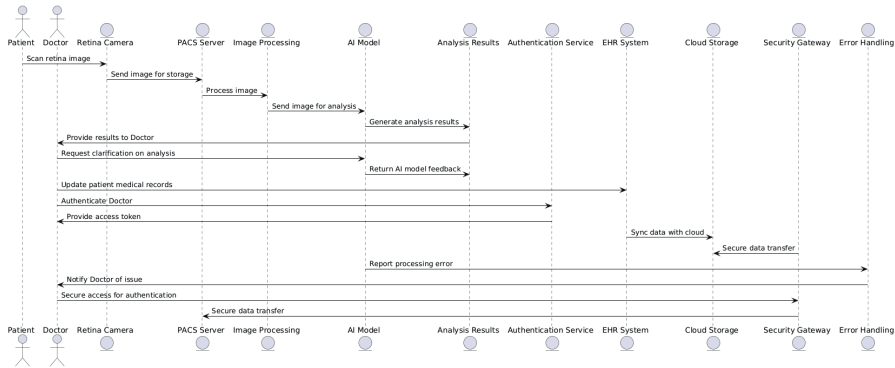 Patient Doctor Retina Camera PACS Server Image Processing AI Model Analysis Results Authentication Service EHR System Cloud Storage Security Gateway Error Handling
Scan retina image
Send image for storage
Process image
Send image for analysis
Generate analysis results
Provide results to Doctor
Request clarification on analysis
Return AI model feedback
Update patient medical records
Authenticate Doctor
Provide access token
Sync data with cloud
Secure data transfer
Report processing error
Notify Doctor of issue
Secure access for authentication
Secure data transfer
Patient Doctor Retina Camera PACS Server Image Processing AI Model Analysis Results Authentication Service EHR System Cloud Storage Security Gateway Error Handling